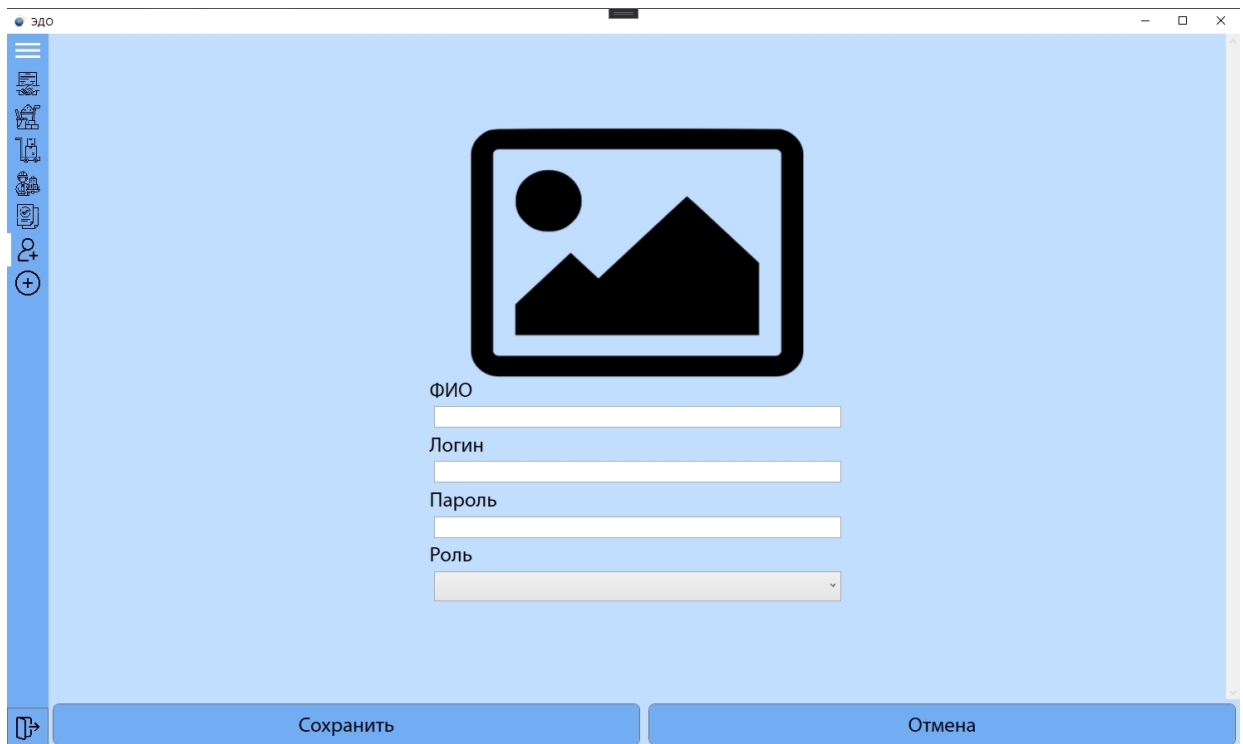 ЭДО
ФИО
Логин
Пароль
Роль
Сохранить
Отмена